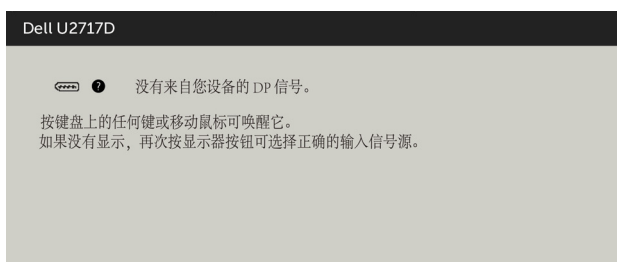 Dell U2717D
没有来自您设备的 DP 信号。
按键盘上的任何键或移动鼠标可唤醒它。
如果没有显示，再次按显示器按钮可选择正确的输入信号源。